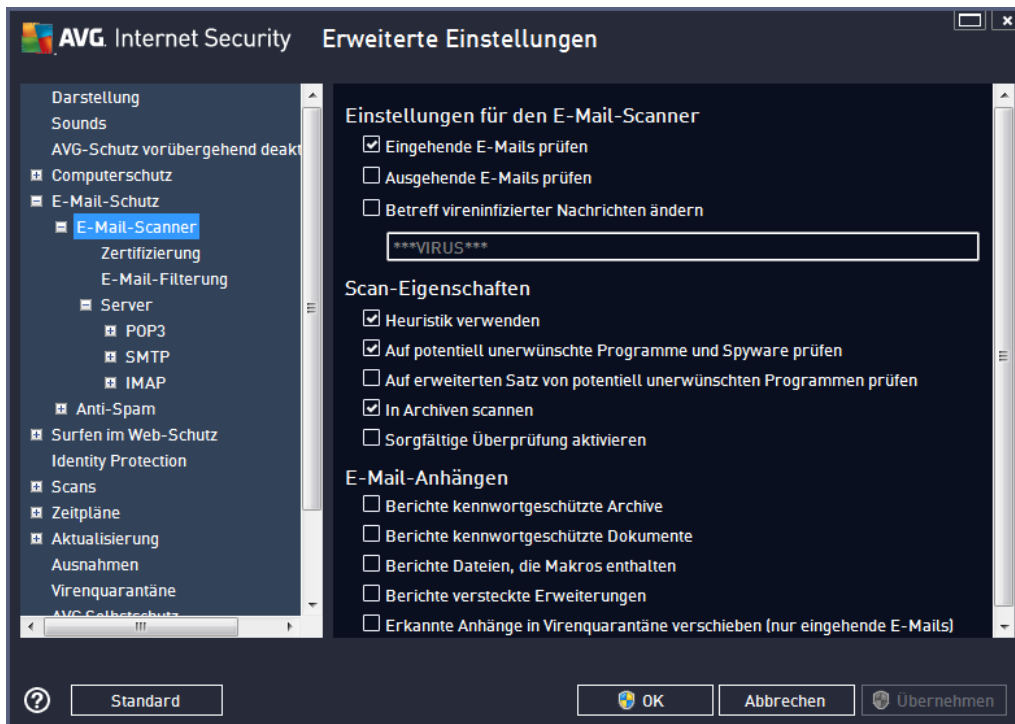 AVG. Internet Security Erweiterte Einstellungen
Darstellung
Sounds
AVG-Schutz vorübergehend deakt
Computerschutz
E-Mail-Schutz
E-Mail-Scanner
Zertifizierung
E-Mail-Filterung
Server
POP3
SMTP
IMAP
Anti-Spam
Surfen im Web-Schutz
Identity Protection
Scans
Zeitpläne
Aktualisierung
Ausnahmen
Virenquarantäne
AVG Selbstschutz
Einstellungen für den E-Mail-Scanner
Eingehende E-Mails prüfen
Ausgehende E-Mails prüfen
Betreff vireninfizierter Nachrichten ändern
***VIRUS***
Scan-Eigenschaften
Heuristik verwenden
Auf potentiell unerwünschte Programme und Spyware prüfen
Auf erweiterten Satz von potentiell unerwünschten Programmen prüfen
In Archiven scannen
Sorgfältige Überprüfung aktivieren
E-Mail-Anhängen
Berichte kennwortgeschützte Archive
Berichte kennwortgeschützte Dokumente
Berichte Dateien, die Makros enthalten
Berichte versteckte Erweiterungen
Erkannte Anhänge in Virenquarantäne verschieben (nur eingehende E-Mails)
Standard
OK
Abbrechen
Übernehmen